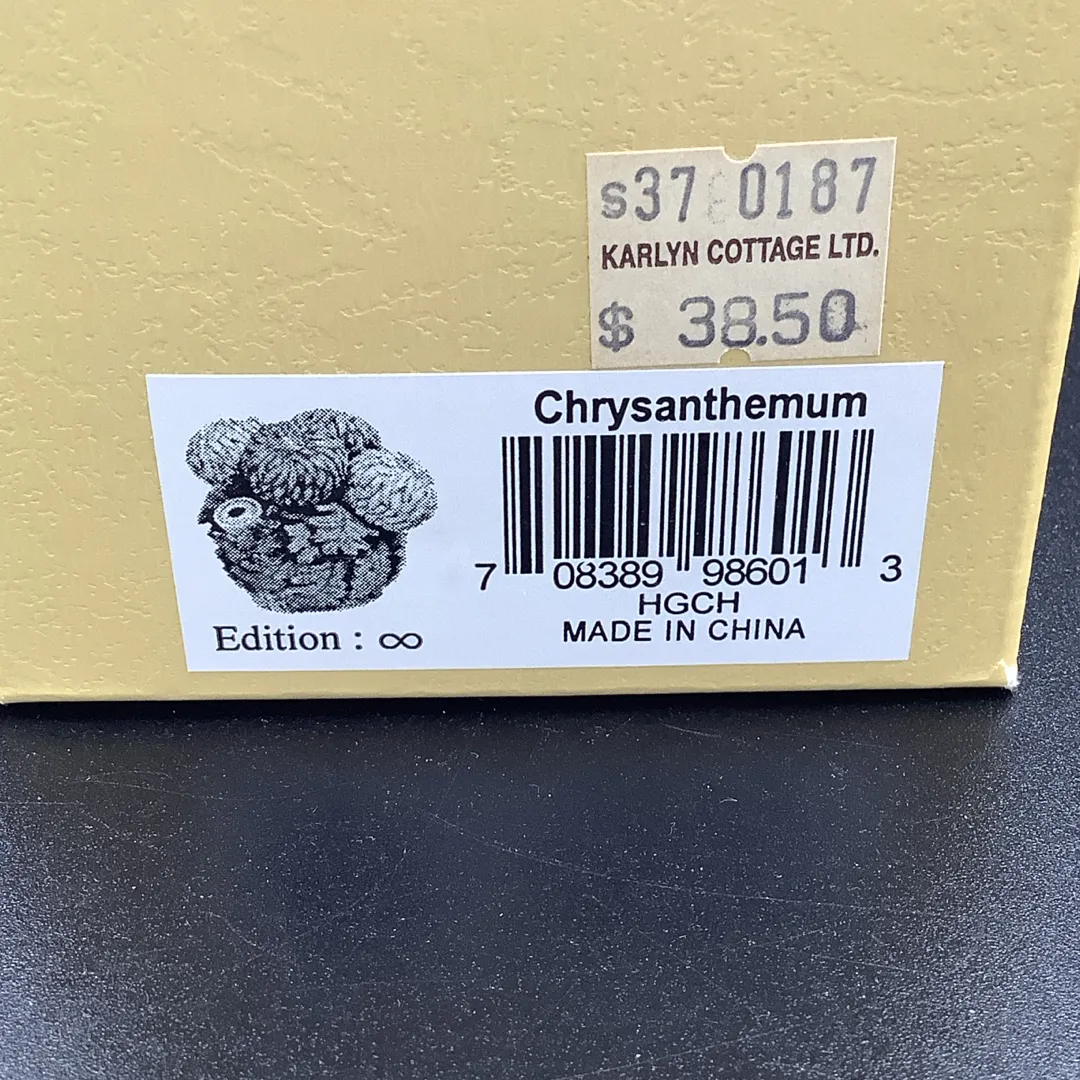 s37 0187
KARLYN COTTAGE LTD.
$ 38.50
Chrysanthemum
7 08389 98601 3
HGCH
MADE IN CHINA
Edition : ∞